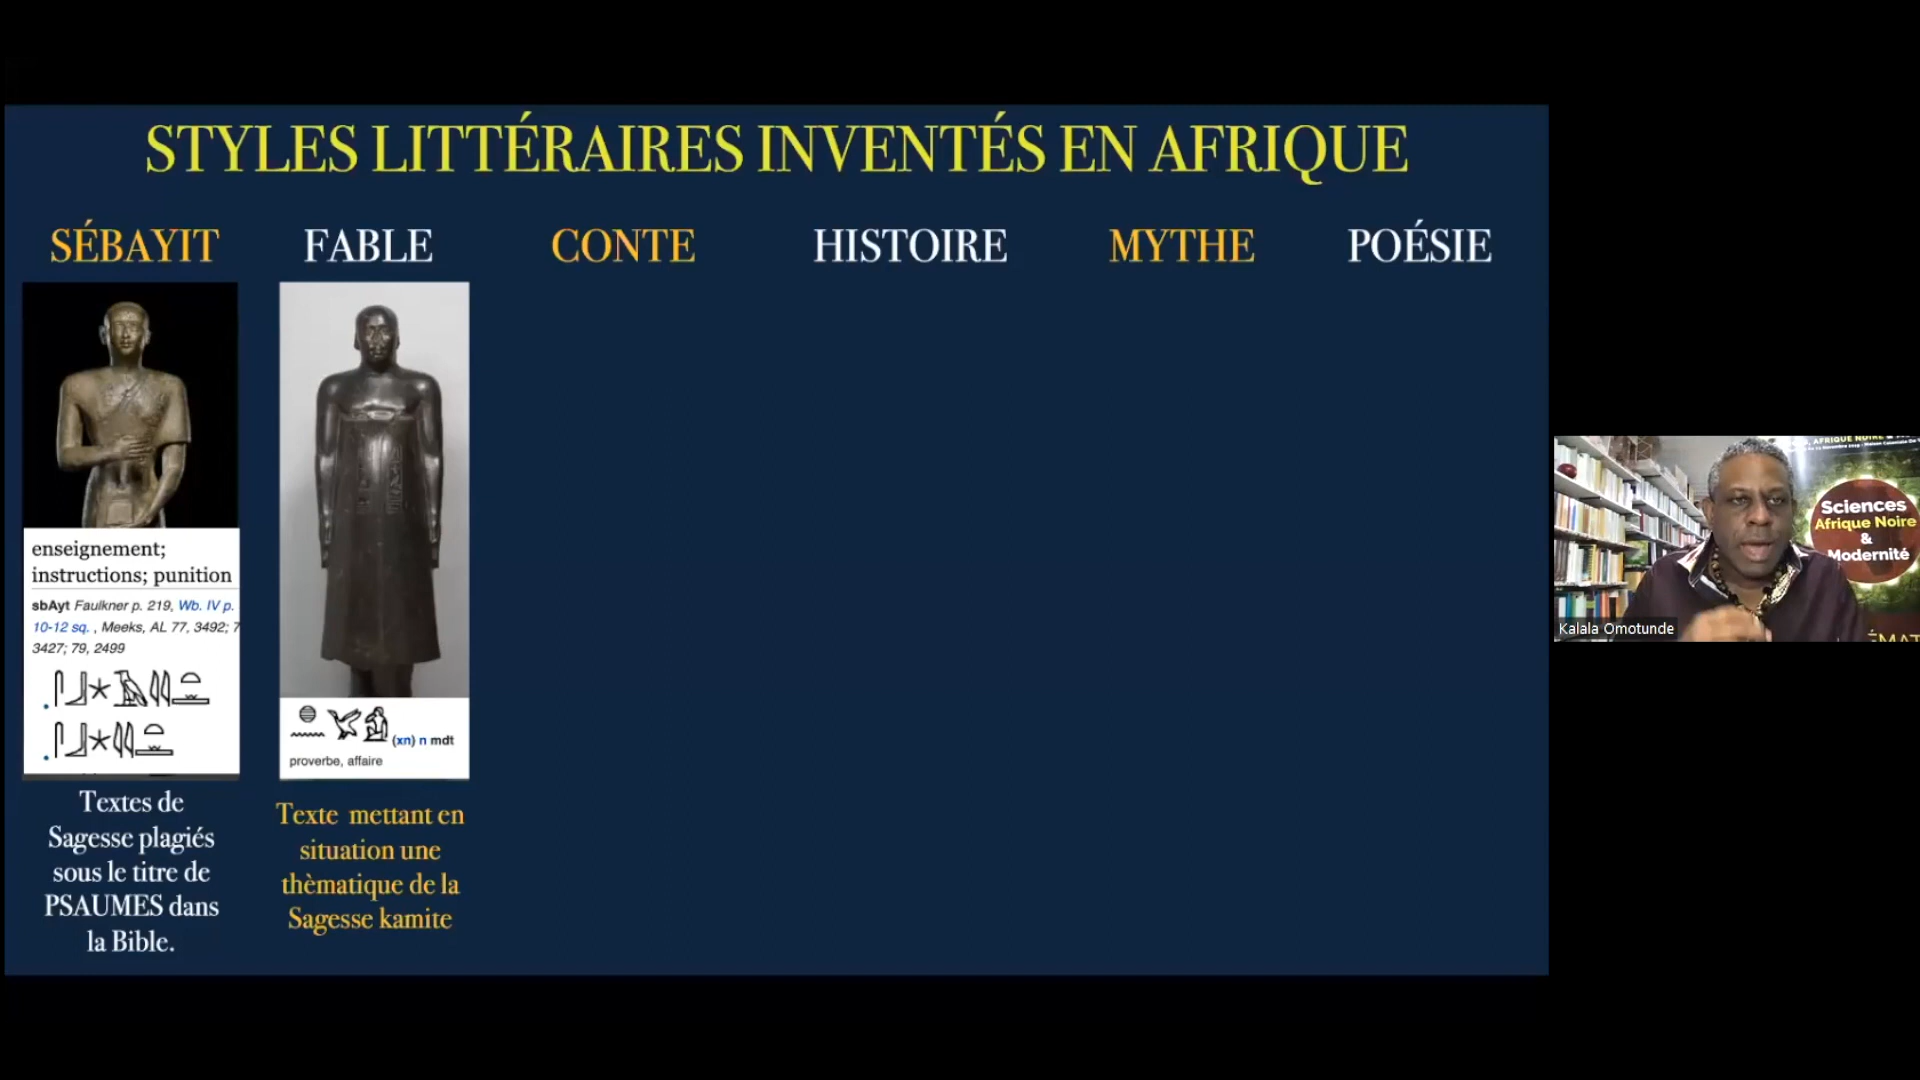 STYLES LITTÉRAIRES INVENTÉS EN AFRIQUE
SÉBAYIT
FABLE
CONTE
HISTOIRE
MYTHE
POÉSIE
enseignement;
instructions; punition
sbAyt Faulkner p. 219, Wb. IV p.
10-12 sq. , Meeks, AL 77, 3492; 7
3427; 79, 2499
Textes de
Sagesse plagiés
sous le titre de
PSAUMES dans
la Bible.
(xn) n mdt
proverbe, affaire
Texte mettant en
situation une
thèmatique de la
Sagesse kamite
AFRIQUE NOIRE
Sciences
Afrique Noire
&
Modernité
Kalala Omotunde